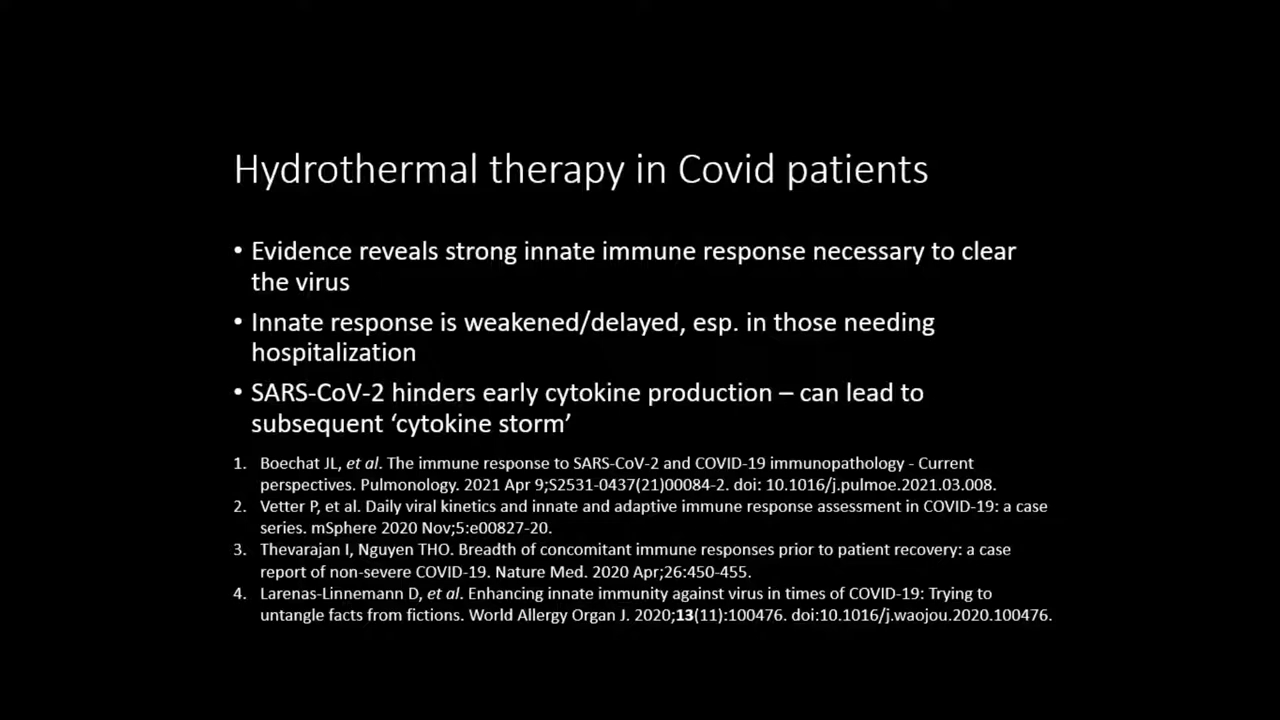 Hydrothermal therapy in Covid patients
• Evidence reveals strong innate immune response necessary to clear
the virus
• Innate response is weakened/delayed, esp. in those needing
hospitalization
• SARS-CoV-2 hinders early cytokine production – can lead to
subsequent ‘cytokine storm’
1. Boechat JL, et al. The immune response to SARS-CoV-2 and COVID-19 immunopathology - Current
perspectives. Pulmonology. 2021 Apr 9;S2531-0437(21)00084-2. doi: 10.1016/j.pulmoe.2021.03.008.
2. Vetter P, et al. Daily viral kinetics and innate and adaptive immune response assessment in COVID-19: a case
series. mSphere 2020 Nov;5:e00827-20.
3. Thevarajan I, Nguyen THO. Breadth of concomitant immune responses prior to patient recovery: a case
report of non-severe COVID-19. Nature Med. 2020 Apr;26:450-455.
4. Larenas-Linnemann D, et al. Enhancing innate immunity against virus in times of COVID-19: Trying to
untangle facts from fictions. World Allergy Organ J. 2020;13(11):100476. doi:10.1016/j.waojou.2020.100476.